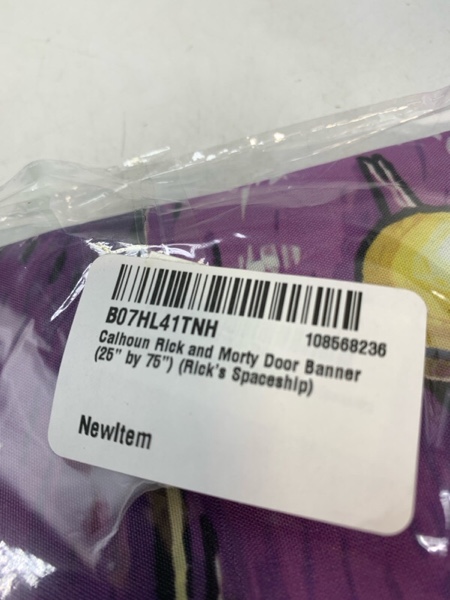 B07HL41TNH 108568236
Calhoun Rick and Morty Door Banner
(25" by 75") (Rick's Spaceship)
NewItem